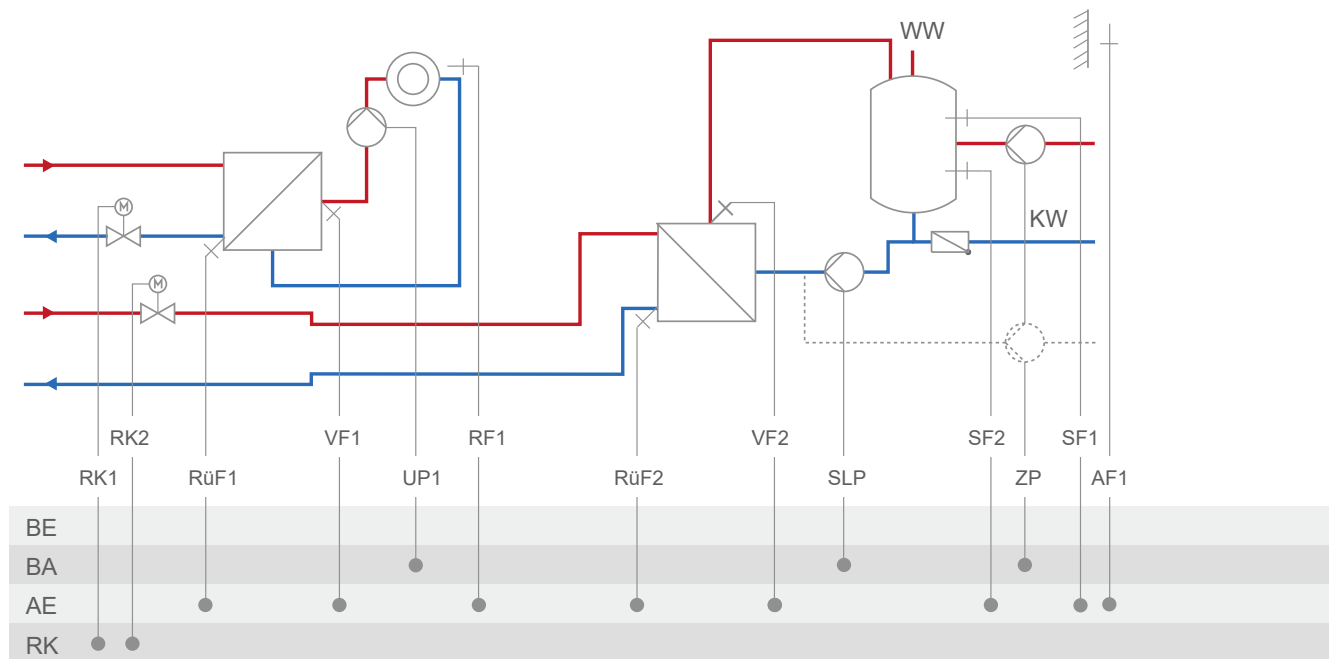 WW
M
KW
M
RK2 VF1 RF1 VF2 SF2 SF1
RK1 RüF1 UP1 RüF2 SLP ZP AF1
BE
BA
AE
RK